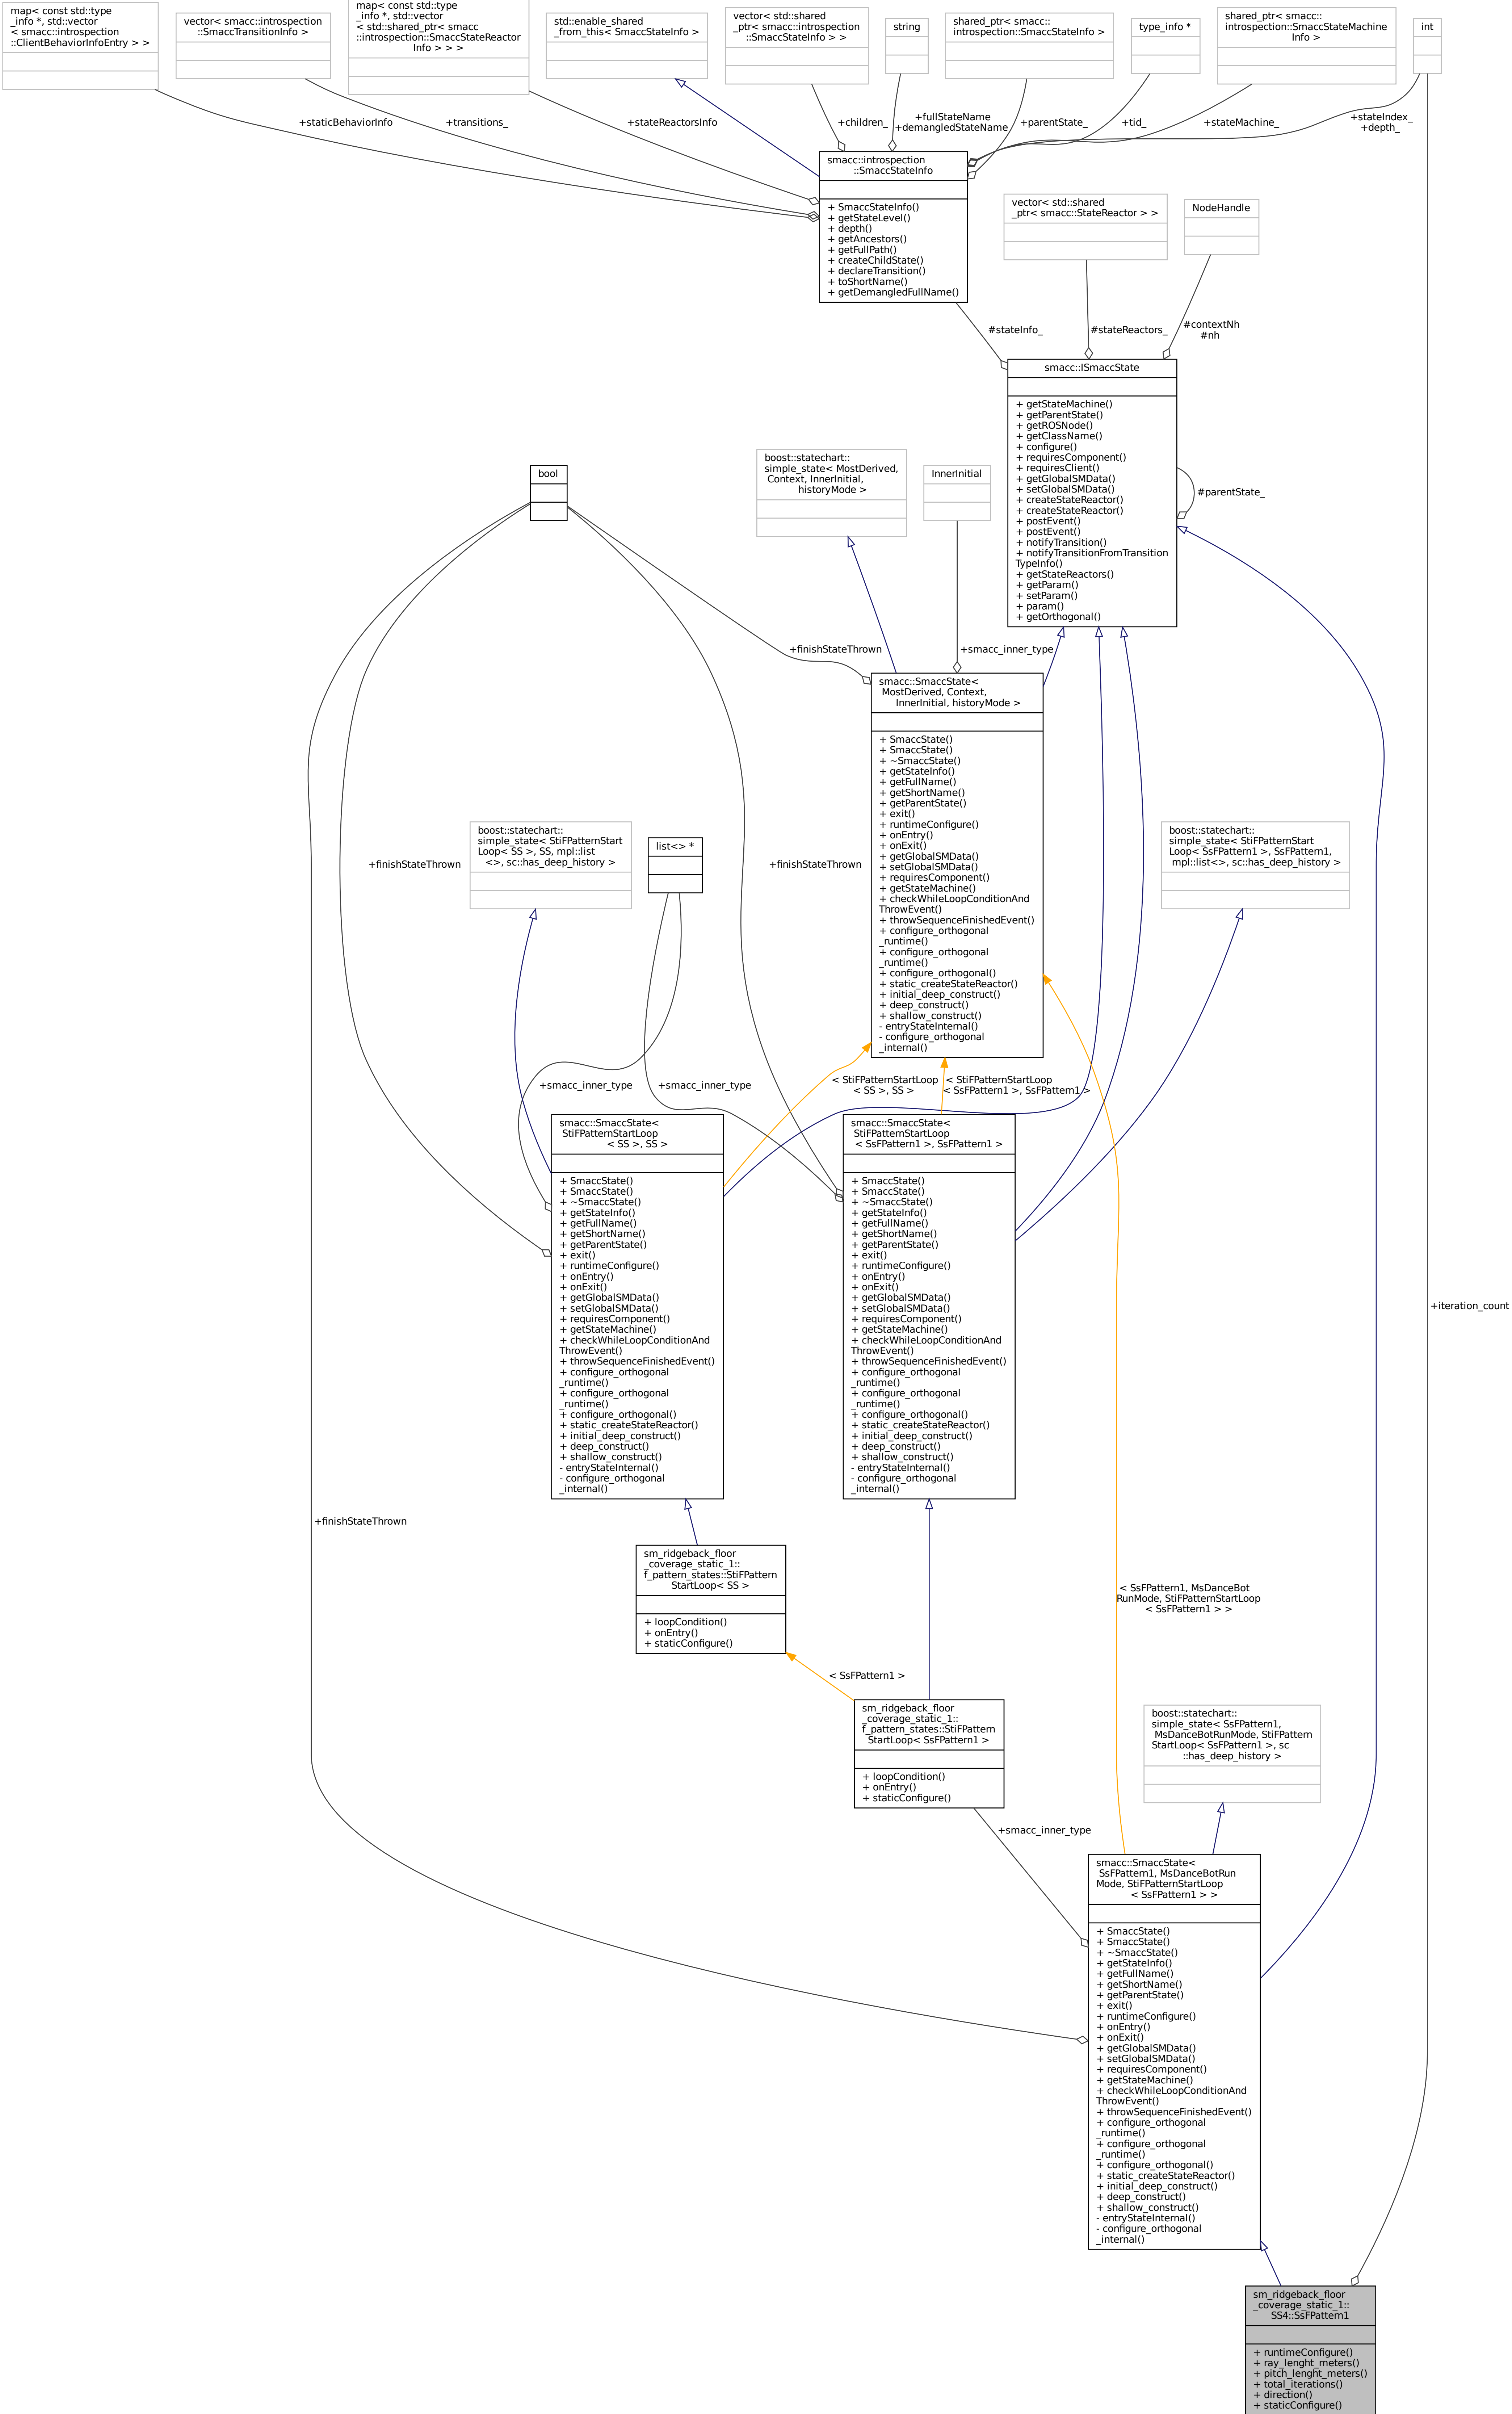 map< const std::type
_info *, std::vector
< smacc::introspection
::ClientBehaviorInfoEntry > >
vector< smacc::introspection
::SmaccTransitionInfo >
map< const std::type
_info *, std::vector
< std::shared_ptr< smacc
::introspection::SmaccStateReactor
Info > > >
std::enable_shared
_from_this< SmaccStateInfo >
vector< std::shared
_ptr< smacc::introspection
::SmaccStateInfo > >
string
shared_ptr< smacc::
introspection::SmaccStateInfo >
type_info *
shared_ptr< smacc::
introspection::SmaccStateMachine
Info >
int
+staticBehaviorInfo
+transitions_
+stateReactorsInfo
+children_
+fullStateName
+demangledStateName
+parentState_
+tid_
+stateMachine_
+stateIndex_
+depth_
smacc::introspection
::SmaccStateInfo
+ SmaccStateInfo()
+ getStateLevel()
+ depth()
+ getAncestors()
+ getFullPath()
+ createChildState()
+ declareTransition()
+ toShortName()
+ getDemangledFullName()
vector< std::shared
_ptr< smacc::StateReactor > >
NodeHandle
#stateInfo_
#stateReactors_
#contextNh
#nh
smacc::ISmaccState
+ getStateMachine()
+ getParentState()
+ getROSNode()
+ getClassName()
+ configure()
+ requiresComponent()
+ requiresClient()
+ getGlobalSMData()
+ setGlobalSMData()
+ createStateReactor()
+ createStateReactor()
+ postEvent()
+ postEvent()
+ notifyTransition()
+ notifyTransitionFromTransition
TypeInfo()
+ getStateReactors()
+ getParam()
+ setParam()
+ param()
+ getOrthogonal()
#parentState_
boost::statechart::
simple_state< MostDerived,
Context, InnerInitial,
historyMode >
InnerInitial
bool
+finishStateThrown
+smacc_inner_type
smacc::SmaccState<
MostDerived, Context,
InnerInitial, historyMode >
+ SmaccState()
+ SmaccState()
+ ~SmaccState()
+ getStateInfo()
+ getFullName()
+ getShortName()
+ getParentState()
+ exit()
+ runtimeConfigure()
+ onEntry()
+ onExit()
+ getGlobalSMData()
+ setGlobalSMData()
+ requiresComponent()
+ getStateMachine()
+ checkWhileLoopConditionAnd
ThrowEvent()
+ throwSequenceFinishedEvent()
+ configure_orthogonal
_runtime()
+ configure_orthogonal
_runtime()
+ configure_orthogonal()
+ static_createStateReactor()
+ initial_deep_construct()
+ deep_construct()
+ shallow_construct()
- entryStateInternal()
- configure_orthogonal
_internal()
boost::statechart::
simple_state< StiFPatternStart
Loop< SS >, SS, mpl::list
<>, sc::has_deep_history >
list<> *
boost::statechart::
simple_state< StiFPatternStart
Loop< SsFPattern1 >, SsFPattern1,
mpl::list<>, sc::has_deep_history >
+finishStateThrown
+finishStateThrown
+smacc_inner_type
+smacc_inner_type
< StiFPatternStartLoop
< SS >, SS >
< StiFPatternStartLoop
< SsFPattern1 >, SsFPattern1 >
smacc::SmaccState<
StiFPatternStartLoop
< SS >, SS >
+ SmaccState()
+ SmaccState()
+ ~SmaccState()
+ getStateInfo()
+ getFullName()
+ getShortName()
+ getParentState()
+ exit()
+ runtimeConfigure()
+ onEntry()
+ onExit()
+ getGlobalSMData()
+ setGlobalSMData()
+ requiresComponent()
+ getStateMachine()
+ checkWhileLoopConditionAnd
ThrowEvent()
+ throwSequenceFinishedEvent()
+ configure_orthogonal
_runtime()
+ configure_orthogonal
_runtime()
+ configure_orthogonal()
+ static_createStateReactor()
+ initial_deep_construct()
+ deep_construct()
+ shallow_construct()
- entryStateInternal()
- configure_orthogonal
_internal()
smacc::SmaccState<
StiFPatternStartLoop
< SsFPattern1 >, SsFPattern1 >
+ SmaccState()
+ SmaccState()
+ ~SmaccState()
+ getStateInfo()
+ getFullName()
+ getShortName()
+ getParentState()
+ exit()
+ runtimeConfigure()
+ onEntry()
+ onExit()
+ getGlobalSMData()
+ setGlobalSMData()
+ requiresComponent()
+ getStateMachine()
+ checkWhileLoopConditionAnd
ThrowEvent()
+ throwSequenceFinishedEvent()
+ configure_orthogonal
_runtime()
+ configure_orthogonal
_runtime()
+ configure_orthogonal()
+ static_createStateReactor()
+ initial_deep_construct()
+ deep_construct()
+ shallow_construct()
- entryStateInternal()
- configure_orthogonal
_internal()
+iteration_count
+finishStateThrown
sm_ridgeback_floor
_coverage_static_1::
f_pattern_states::StiFPattern
StartLoop< SS >
+ loopCondition()
+ onEntry()
+ staticConfigure()
< SsFPattern1, MsDanceBot
RunMode, StiFPatternStartLoop
< SsFPattern1 > >
< SsFPattern1 >
sm_ridgeback_floor
_coverage_static_1::
f_pattern_states::StiFPattern
StartLoop< SsFPattern1 >
+ loopCondition()
+ onEntry()
+ staticConfigure()
boost::statechart::
simple_state< SsFPattern1,
MsDanceBotRunMode, StiFPattern
StartLoop< SsFPattern1 >, sc
::has_deep_history >
+smacc_inner_type
smacc::SmaccState<
SsFPattern1, MsDanceBotRun
Mode, StiFPatternStartLoop
< SsFPattern1 > >
+ SmaccState()
+ SmaccState()
+ ~SmaccState()
+ getStateInfo()
+ getFullName()
+ getShortName()
+ getParentState()
+ exit()
+ runtimeConfigure()
+ onEntry()
+ onExit()
+ getGlobalSMData()
+ setGlobalSMData()
+ requiresComponent()
+ getStateMachine()
+ checkWhileLoopConditionAnd
ThrowEvent()
+ throwSequenceFinishedEvent()
+ configure_orthogonal
_runtime()
+ configure_orthogonal
_runtime()
+ configure_orthogonal()
+ static_createStateReactor()
+ initial_deep_construct()
+ deep_construct()
+ shallow_construct()
- entryStateInternal()
- configure_orthogonal
_internal()
sm_ridgeback_floor
_coverage_static_1::
SS4::SsFPattern1
+ runtimeConfigure()
+ ray_lenght_meters()
+ pitch_lenght_meters()
+ total_iterations()
+ direction()
+ staticConfigure()